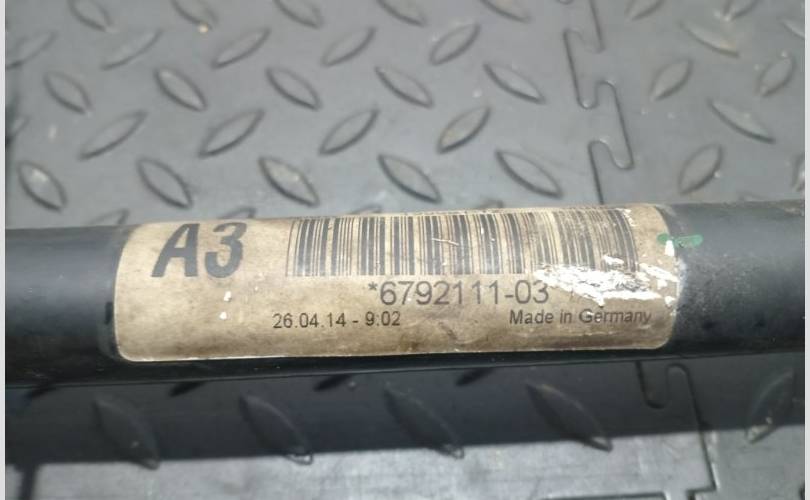 A3
*6792111-03
26.04.14 - 9:02
Made in Germany